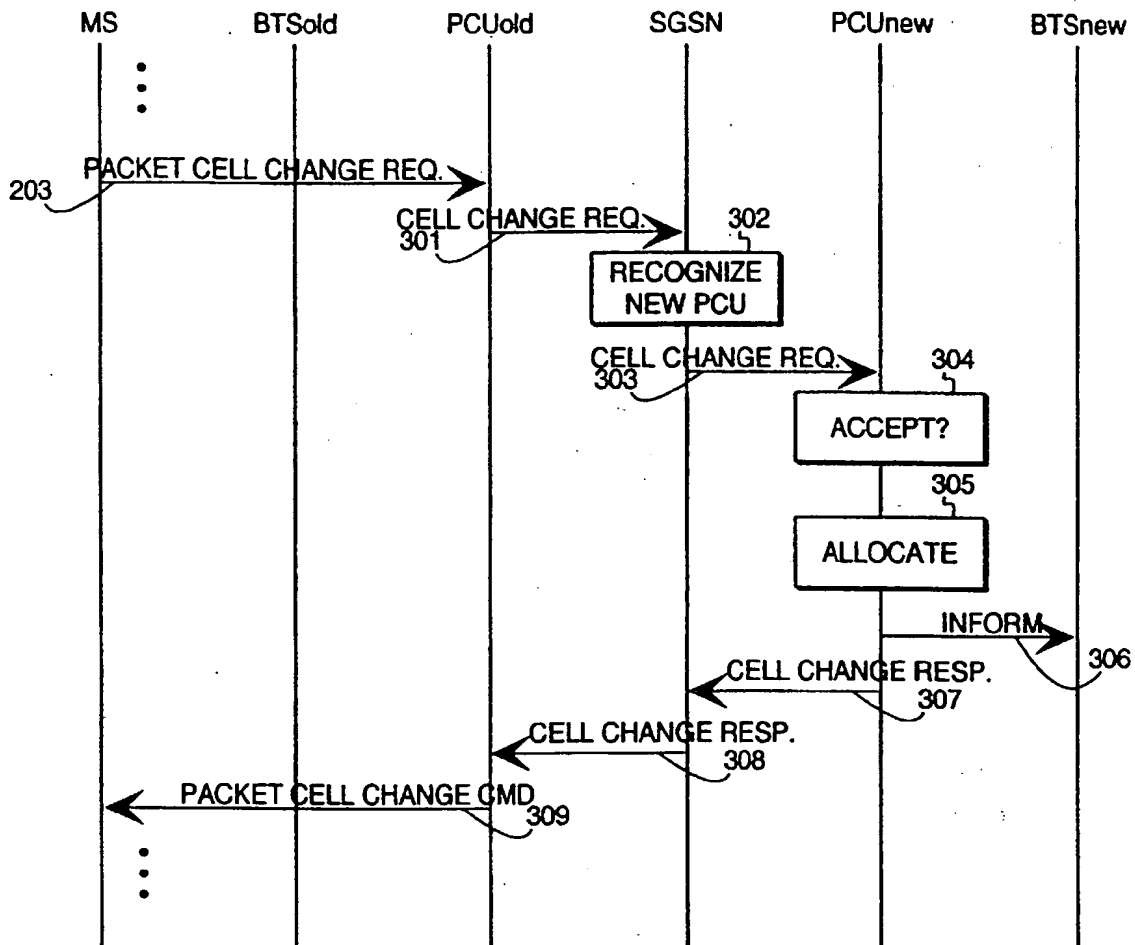 MS BTSold PCUold SGSN PCUnew BTSnew
PACKET CELL CHANGE REQ.
203
CELL CHANGE REQ.
301
302
RECOGNIZE
NEW PCU
CELL CHANGE REQ.
303
304
ACCEPT?
305
ALLOCATE
INFORM
306
CELL CHANGE RESP.
307
CELL CHANGE RESP.
308
PACKET CELL CHANGE CMD
309